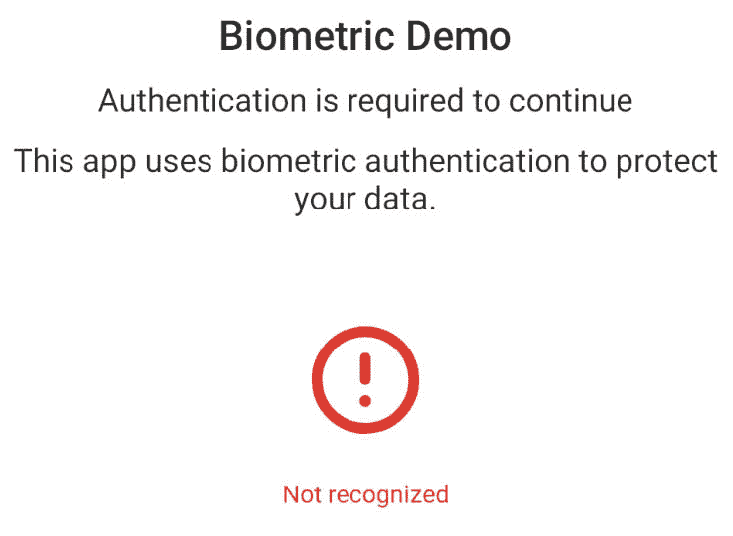 Biometric Demo
Authentication is required to continue
This app uses biometric authentication to protect
your data.
Not recognized